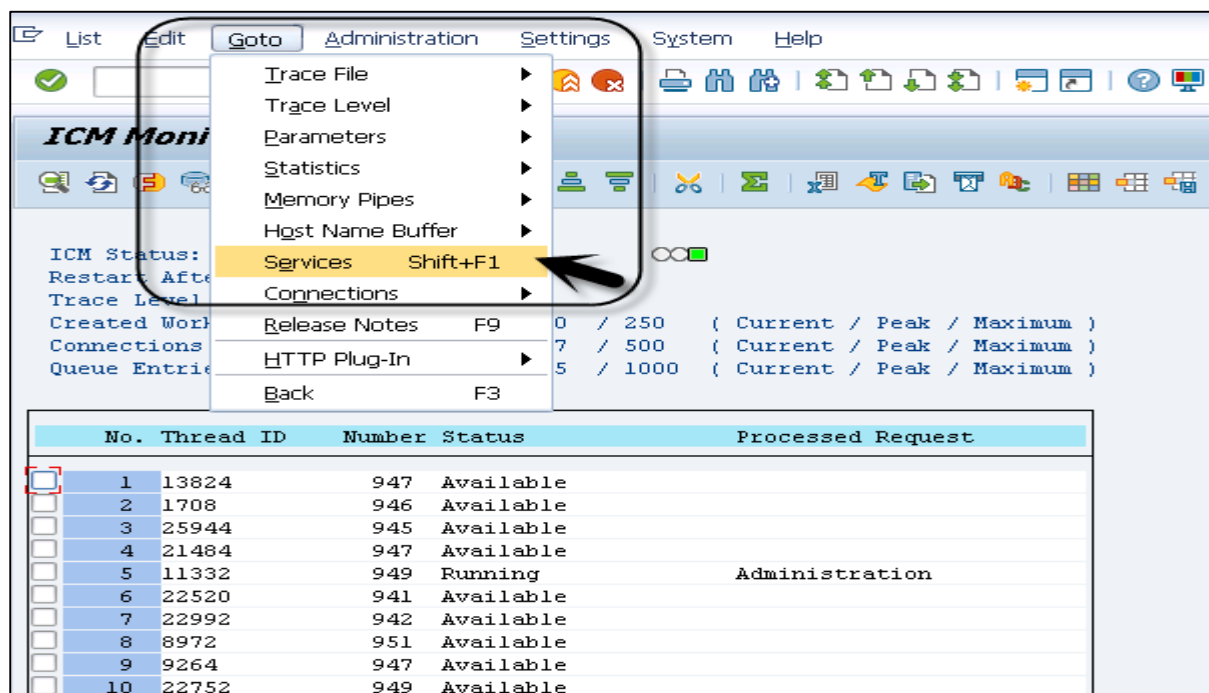 List Edit Goto Administration Settings System Help
Trace File
Trace Level
ICM Moni
Parameters
Statistics
Memory Pipes
Host Name Buffer
ICM Status:
Services Shift+F1
Restart Afte
Connections
Trace Level
Created Work 0 / 250 ( Current / Peak / Maximum )
Release Notes F9
Connections 7 / 500 ( Current / Peak / Maximum )
HTTP Plug-In
Queue Entrie 5 / 1000 ( Current / Peak / Maximum )
Back F3
No. Thread ID Number Status Processed Request
1 13824 947 Available
2 1708 946 Available
3 25944 945 Available
4 21484 947 Available
5 11332 949 Running Administration
6 22520 941 Available
7 22992 942 Available
8 8972 951 Available
9 9264 947 Available
10 22752 949 Available